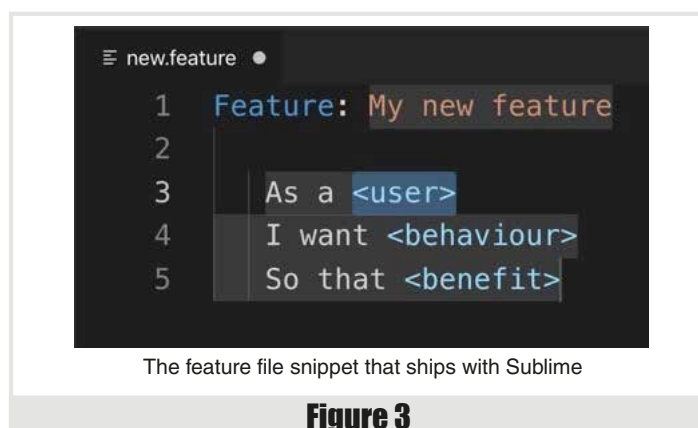 new.feature
1 Feature: My new feature
2
3 As a <user>
4 I want <behaviour>
5 So that <benefit>
The feature file snippet that ships with Sublime
Figure 3